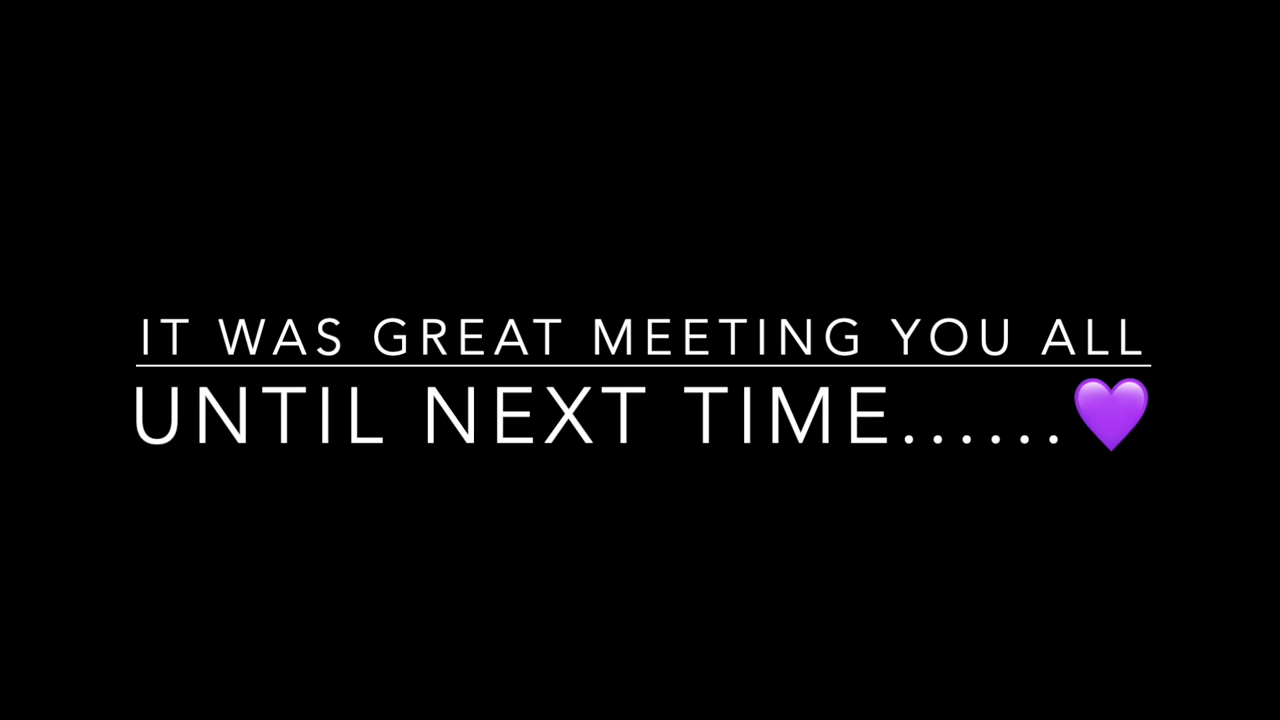 IT WAS GREAT MEETING YOU ALL
UNTIL NEXT TIME......💜